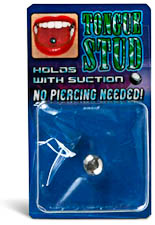 TONGUE
STUD
HOLDS
WITH SUCTION
NO PIERCING NEEDED!